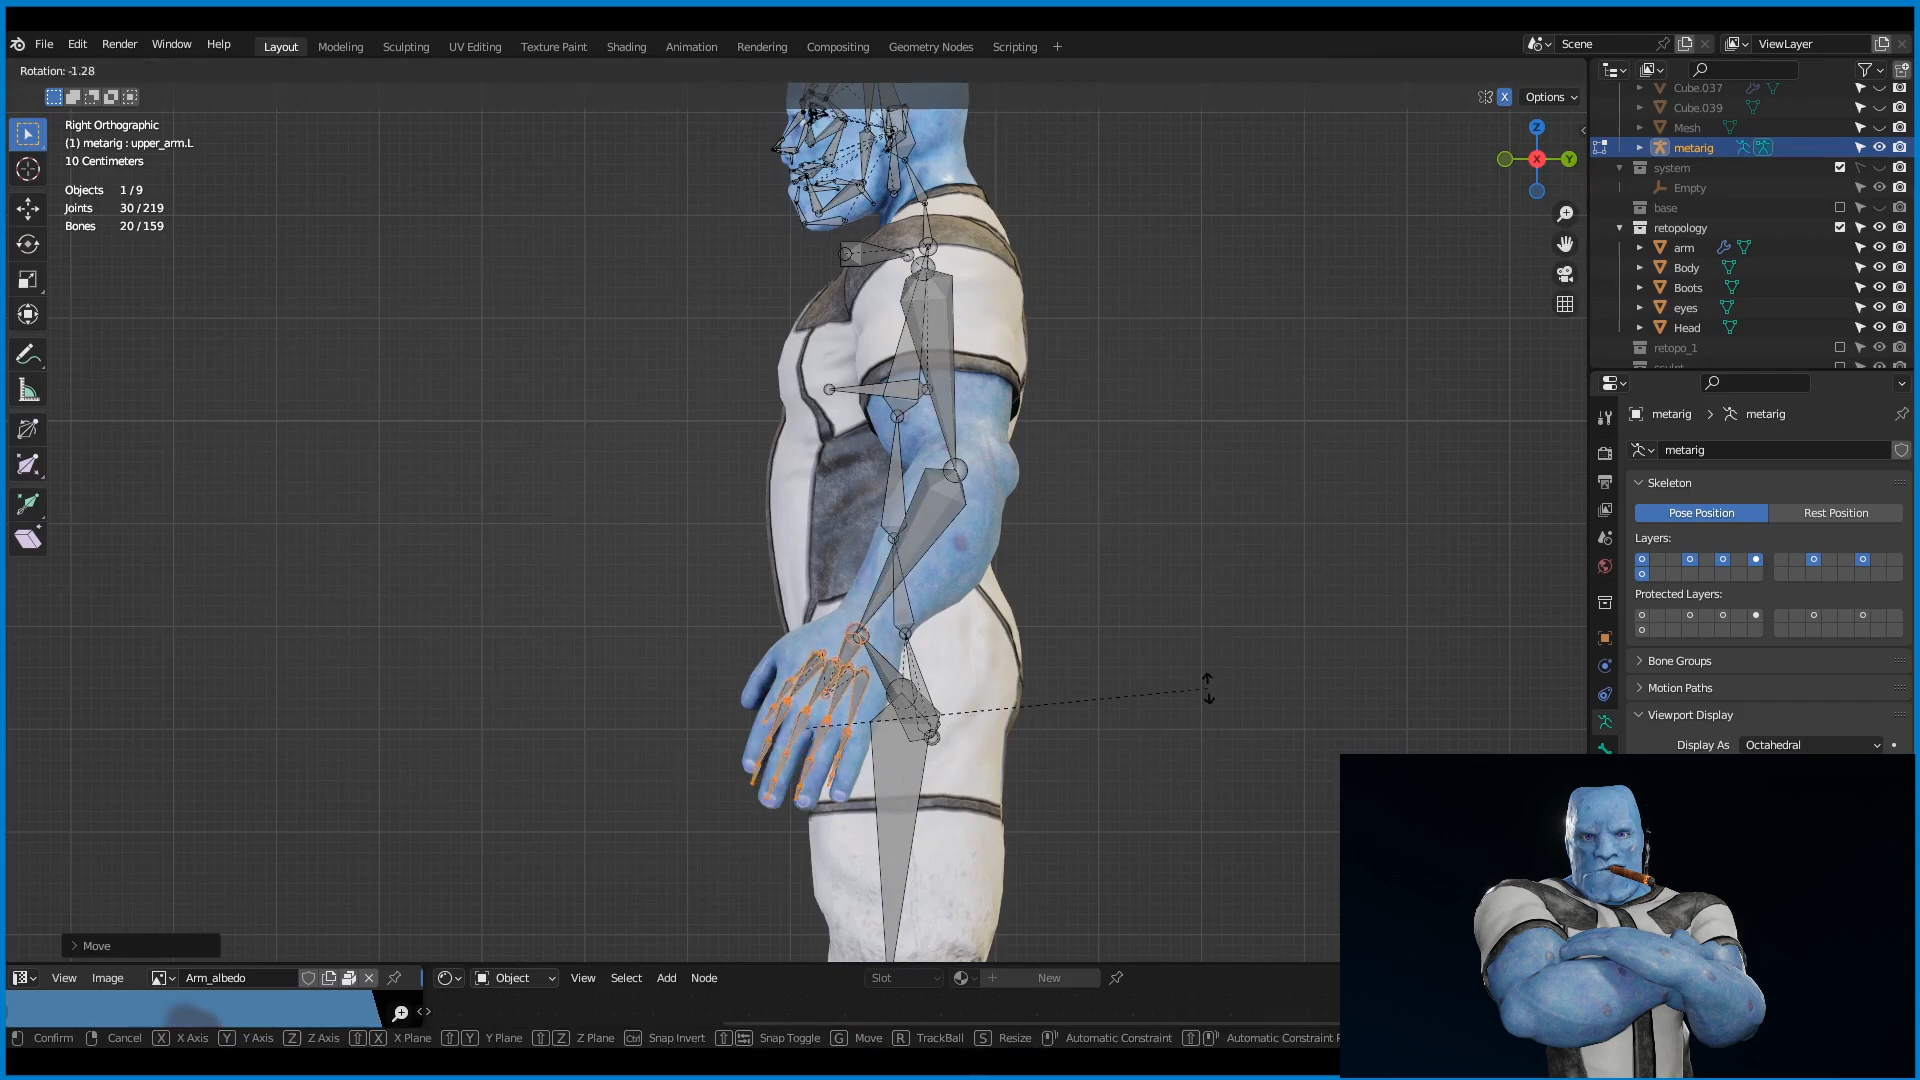 File Edit Render Window Help Layout Modeling Sculpting UV Editing Texture Paint Shading Animation Rendering Compositing Geometry Nodes Scripting + Scene ViewLayer
Rotation: -1.28
X Options
Right Orthographic
(1) metarig : upper_arm.L
10 Centimeters
Objects 1/9
Joints 30/219
Bones 20/159
Z
X
Y
Cube.037
Cube.039
Mesh
metarig
system
Empty
base
retopology
arm
Body
Boots
eyes
Head
retopo_1
metarig > metarig
metarig
Skeleton
Pose Position Rest Position
Layers:
Protected Layers:
Bone Groups
Motion Paths
Viewport Display
Display As Octahedral
> Move
View Image Arm_albedo Object View Select Add Node Slot New
Confirm Cancel X X Axis Y Y Axis Z Z Axis X X Plane Y Y Plane Z Z Plane Ctrl Snap Invert Snap Toggle G Move R TrackBall S Resize Automatic Constraint Automatic Constraint